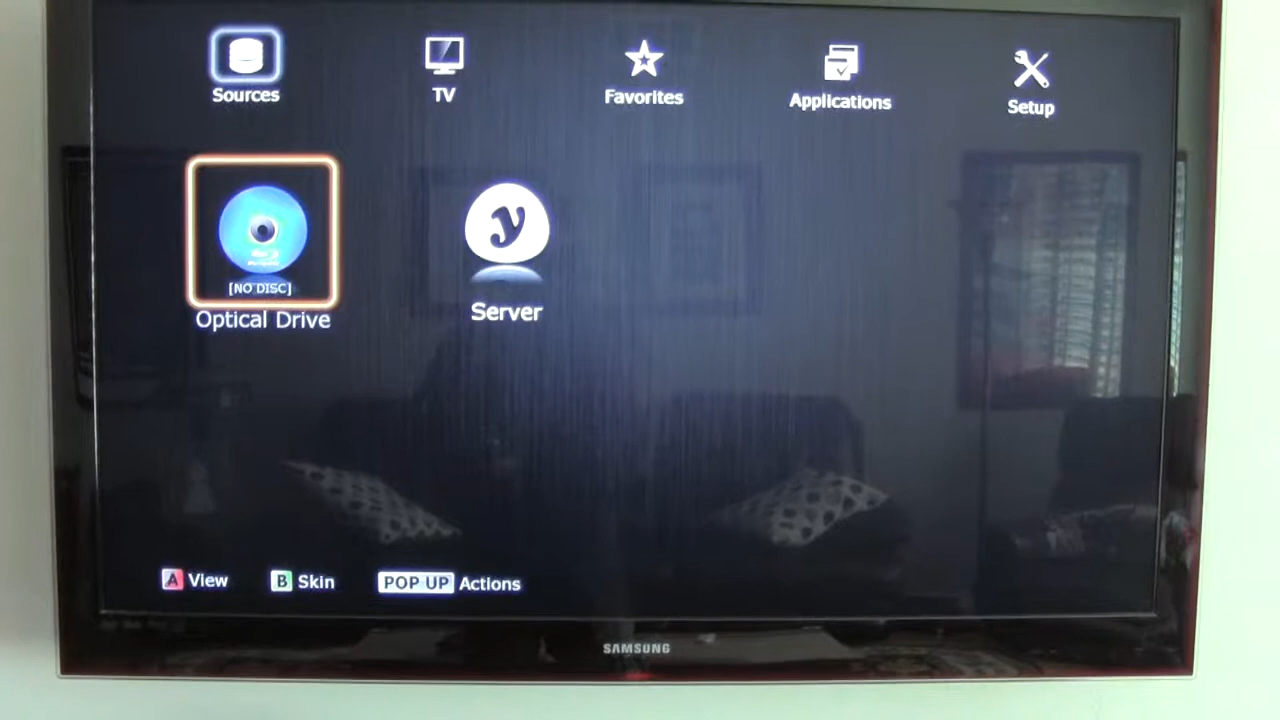 Sources
TV
Favorites
Applications
Setup
[NO DISC]
Optical Drive
y
Server
A View
B Skin
POP UP Actions
SAMSUNG